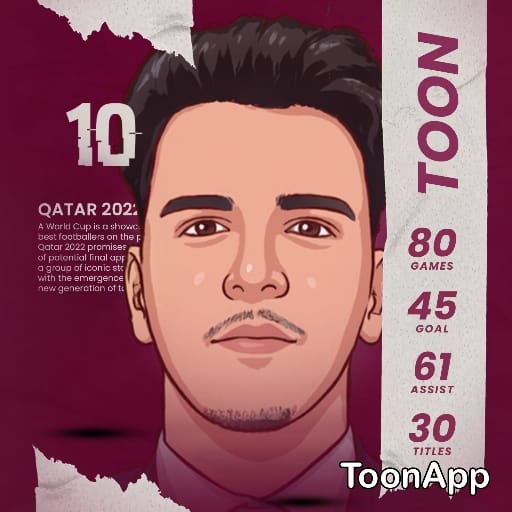 10
QATAR 2022
A World Cup is a showc
best footballers on the p
Qatar 2022 promises
of potential final app
a group of iconic sta
with the emergence
new generation of
TOON
80
GAMES
45
GOAL
61
ASSIST
30
TITLES
ToonApp